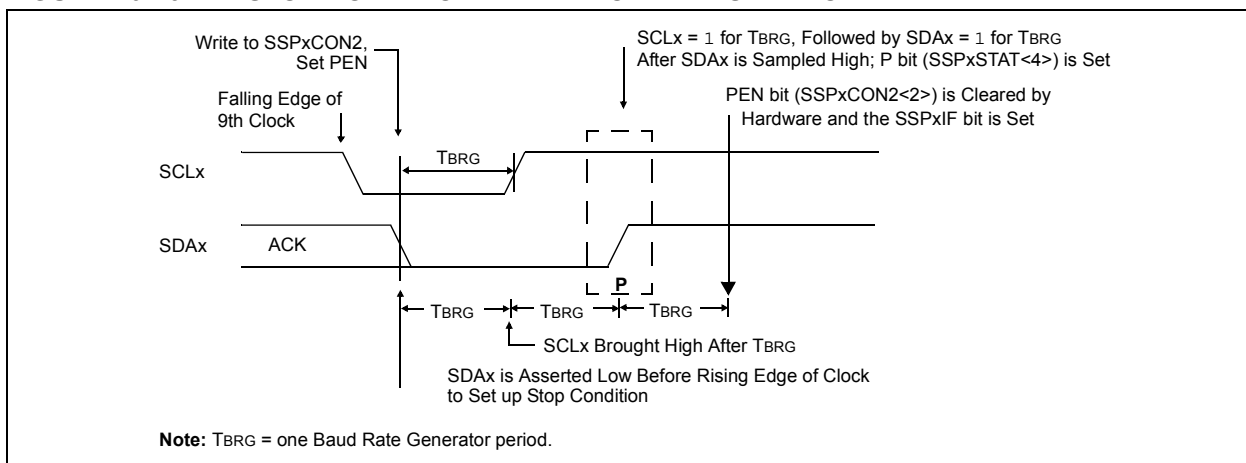 Write to SSPxCON2,
Set PEN
SCLx = 1 for TBRG, Followed by SDAx = 1 for TBRG
After SDAx is Sampled High; P bit (SSPxSTAT<4>) is Set
PEN bit (SSPxCON2<2>) is Cleared by
Hardware and the SSPxIF bit is Set
Falling Edge of
9th Clock
SCLx
TBRG
SDAx
ACK
P
TBRG
TBRG
TBRG
SCLx Brought High After TBRG
SDAx is Asserted Low Before Rising Edge of Clock
to Set up Stop Condition
Note: TBRG = one Baud Rate Generator period.